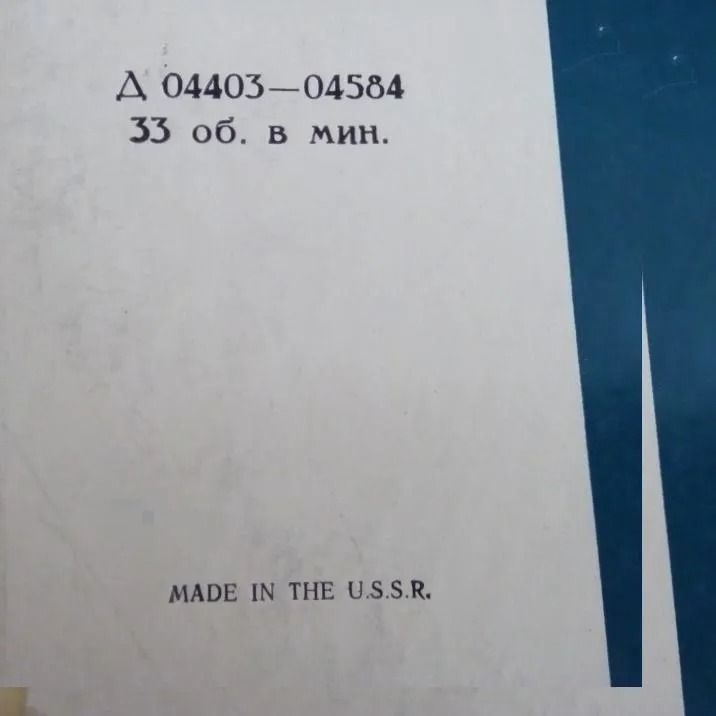 Д 04403—04584
33 об. в мин.
MADE IN THE U.S.S.R.